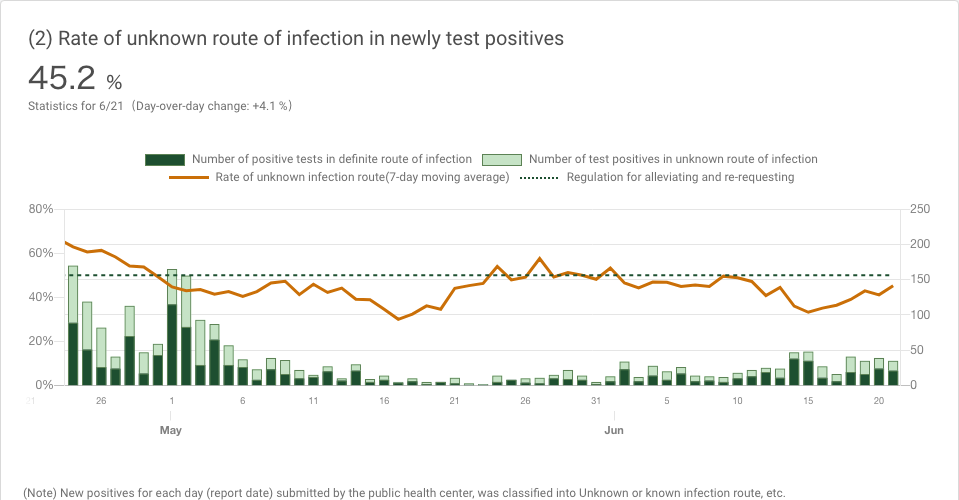 (2) Rate of unknown route of infection in newly test positives
45.2 %
Statistics for 6/21 (Day-over-day change: +4.1 %)
Number of positive tests in definite route of infection Number of test positives in unknown route of infection
Rate of unknown infection route(7-day moving average) Regulation for alleviating and re-requesting
80% 250
200
60%
150
40%
100
20%
50
0% 0
26 1 6 11 16 21 26 31 5 10 15 20
May Jun
(Note) New positives for each day (report date) submitted by the public health center, was classified into Unknown or known infection route, etc.